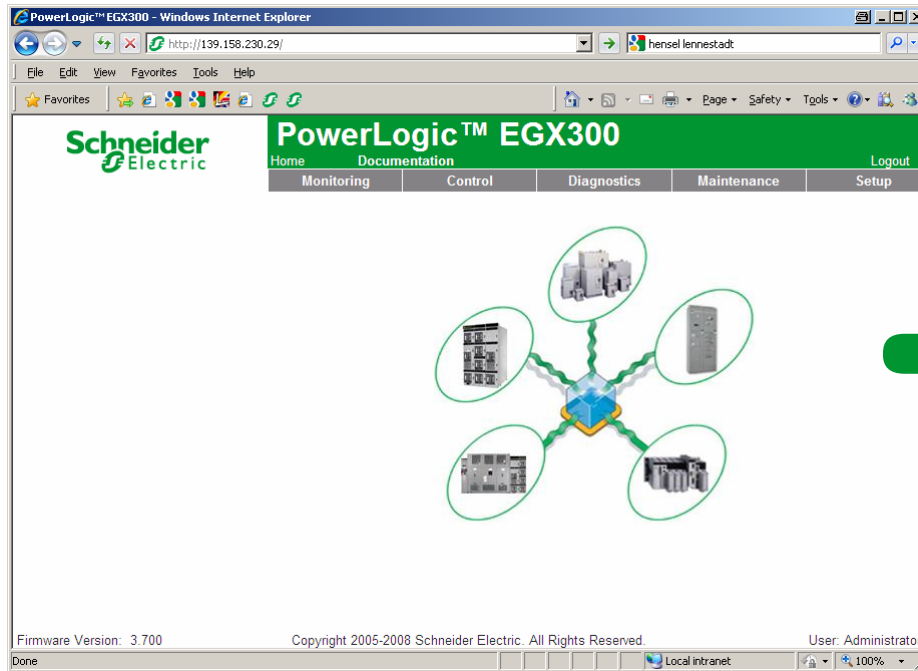 PowerLogic™ EGX300 - Windows Internet Explorer
http://139.158.230.29/
hensel lennestadt
File Edit View Favorites Tools Help
Favorites
Page Safety Tools
Schneider Electric
PowerLogic™ EGX300
Home Documentation Logout
Monitoring Control Diagnostics Maintenance Setup
Firmware Version: 3.700 Copyright 2005-2008 Schneider Electric. All Rights Reserved. User: Administrato
Done Local intranet 100%